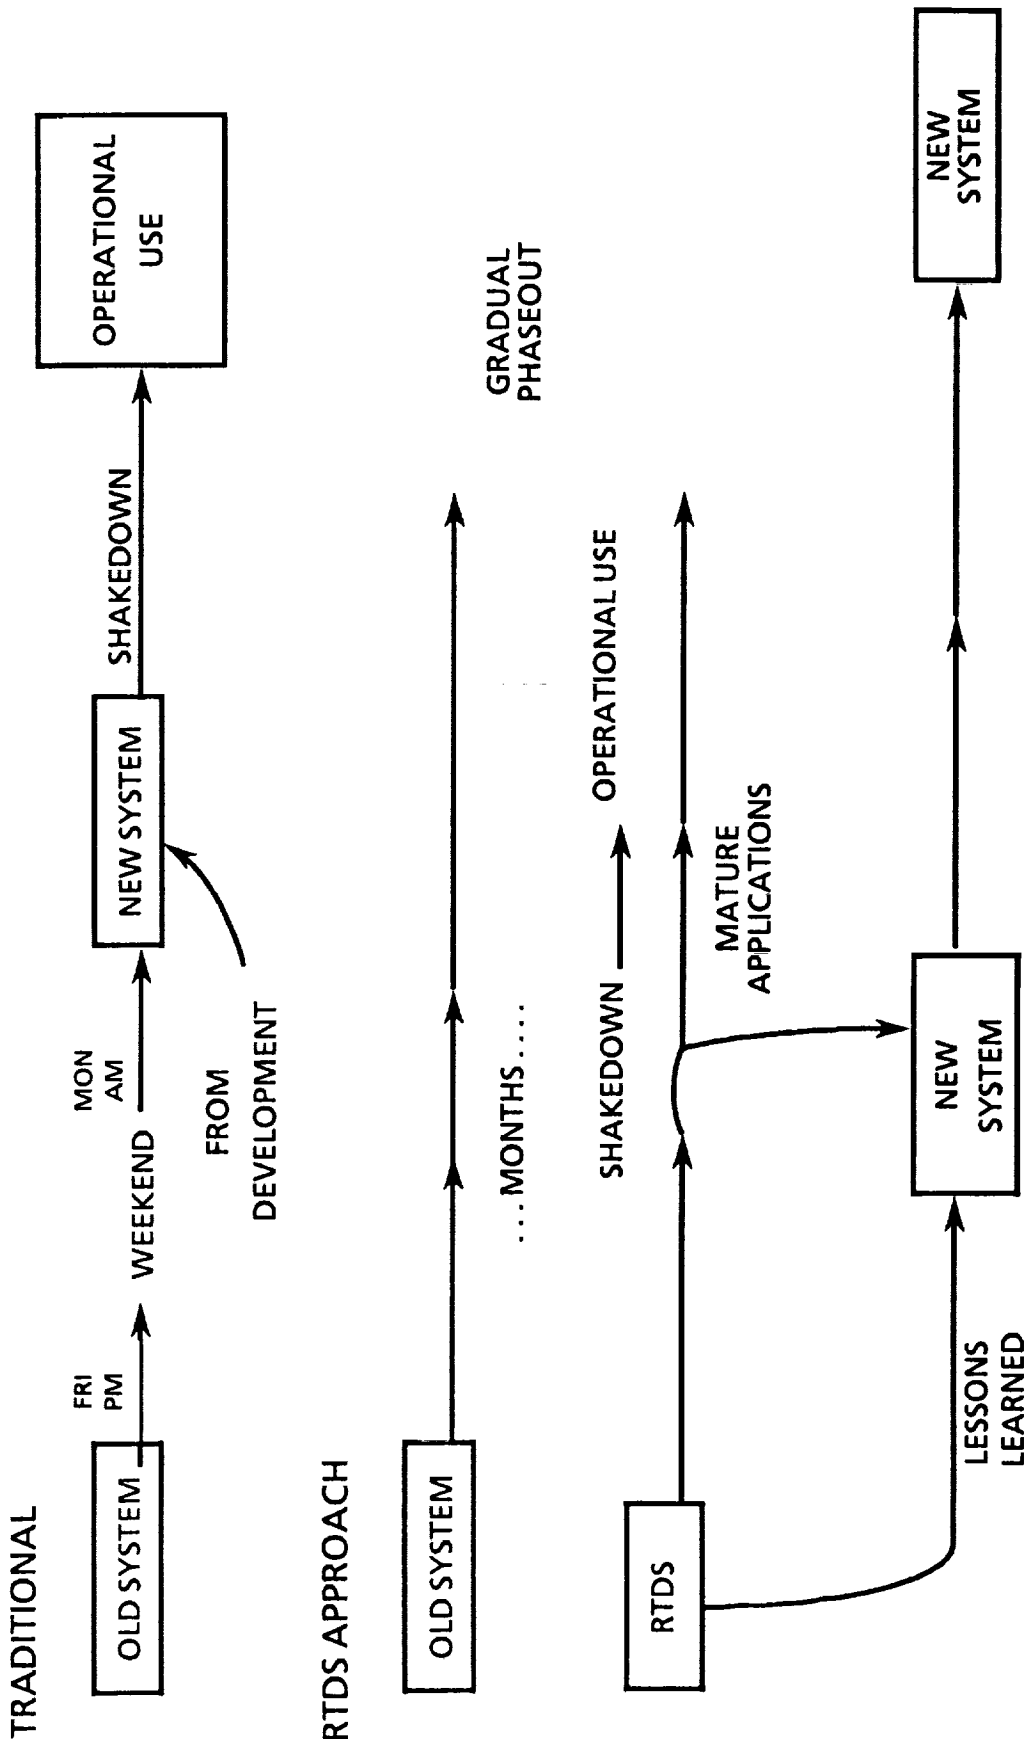 TRADITIONAL
OLD SYSTEM
FRI
PM
WEEKEND
MON
AM
NEW SYSTEM
SHAKEDOWN
OPERATIONAL
USE
FROM
DEVELOPMENT
RTDS APPROACH
OLD SYSTEM
...MONTHS....
GRADUAL
PHASEOUT
RTDS
SHAKEDOWN
OPERATIONAL USE
MATURE
APPLICATIONS
LESSONS
LEARNED
NEW
SYSTEM
NEW
SYSTEM